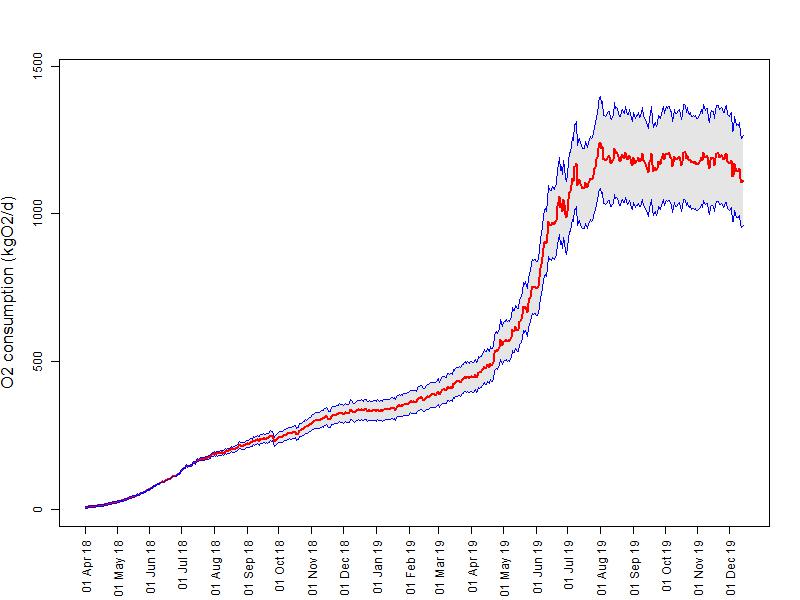 O2 consumption (kgO2/d)
1500
1000
500
0
01 Apr 18
01 May 18
01 Jun 18
01 Jul 18
01 Aug 18
01 Sep 18
01 Oct 18
01 Nov 18
01 Dec 18
01 Jan 19
01 Feb 19
01 Mar 19
01 Apr 19
01 May 19
01 Jun 19
01 Jul 19
01 Aug 19
01 Sep 19
01 Oct 19
01 Nov 19
01 Dec 19